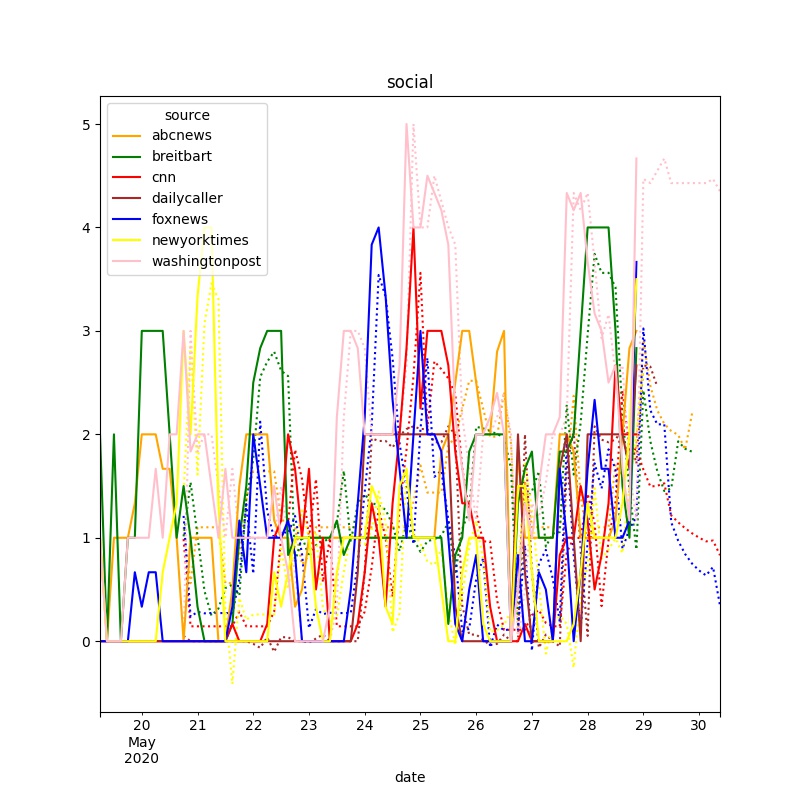 social
source
abcnews
breitbart
cnn
dailycaller
foxnews
newyorktimes
washingtonpost
5
4
3
2
1
0
20 21 22 23 24 25 26 27 28 29 30
May
2020
date